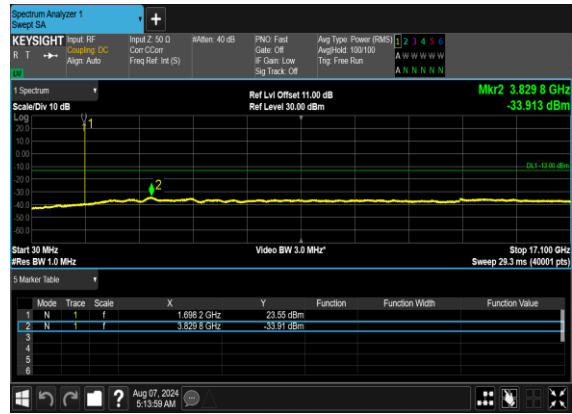 Spectrum Analyzer 1
Swept SA
+
KEYSIGHT Input: RF Input Z: 50 Ω #Atten: 40 dB PNO: Fast Avg Type: Power (RMS) 1 2 3 4 5 6
R T Coupling: DC Corr CCorr Gate: Off Avg|Hold: 100/100 A W W W W W
Align: Auto Freq Ref: Int (S) IF Gain: Low Trig: Free Run A N N N N N
LW Sig Track: Off
1 Spectrum Ref Lvl Offset 11.00 dB Mkr2 3.829 8 GHz
Scale/Div 10 dB Ref Level 30.00 dBm -33.913 dBm
Log
1
20.0
10.0
0.00
-10.0
DL1 -13.00 dBm
-20.0
2
-30.0
-40.0
-50.0
-60.0
Start 30 MHz Video BW 3.0 MHz* Stop 17.100 GHz
#Res BW 1.0 MHz Sweep 29.3 ms (40001 pts)
5 Marker Table
Mode Trace Scale X Y Function Function Width Function Value
1 N 1 f 1.698 2 GHz 23.55 dBm
2 N 1 f 3.829 8 GHz -33.91 dBm
3
4
5
6
? Aug 07, 2024
5:13:59 AM